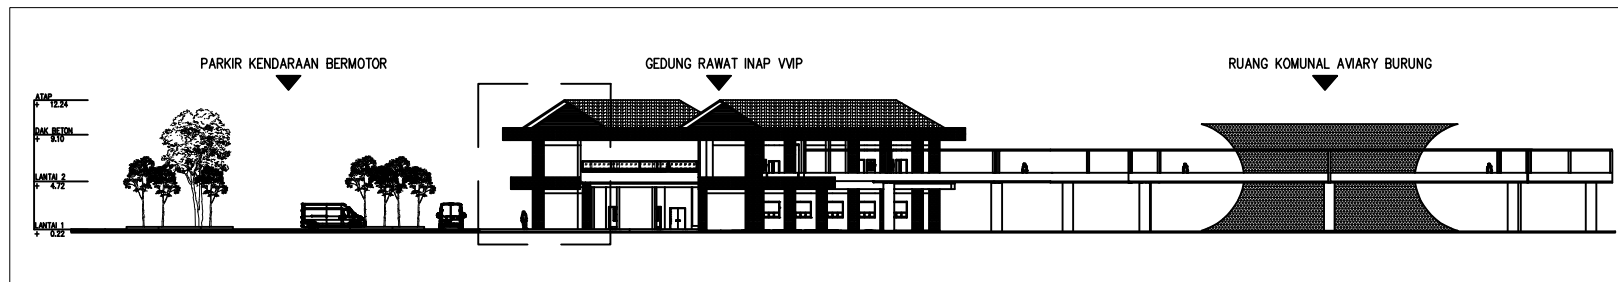 PARKIR KENDARAAN BERMOTOR
GEDUNG RAWAT INAP VVIP
RUANG KOMUNAL AVIARY BURUNG
ATAP
+ 12.24
DAK BETON
+ 9.10
LANTAI 2
+ 4.72
LANTAI 1
+ 0.22